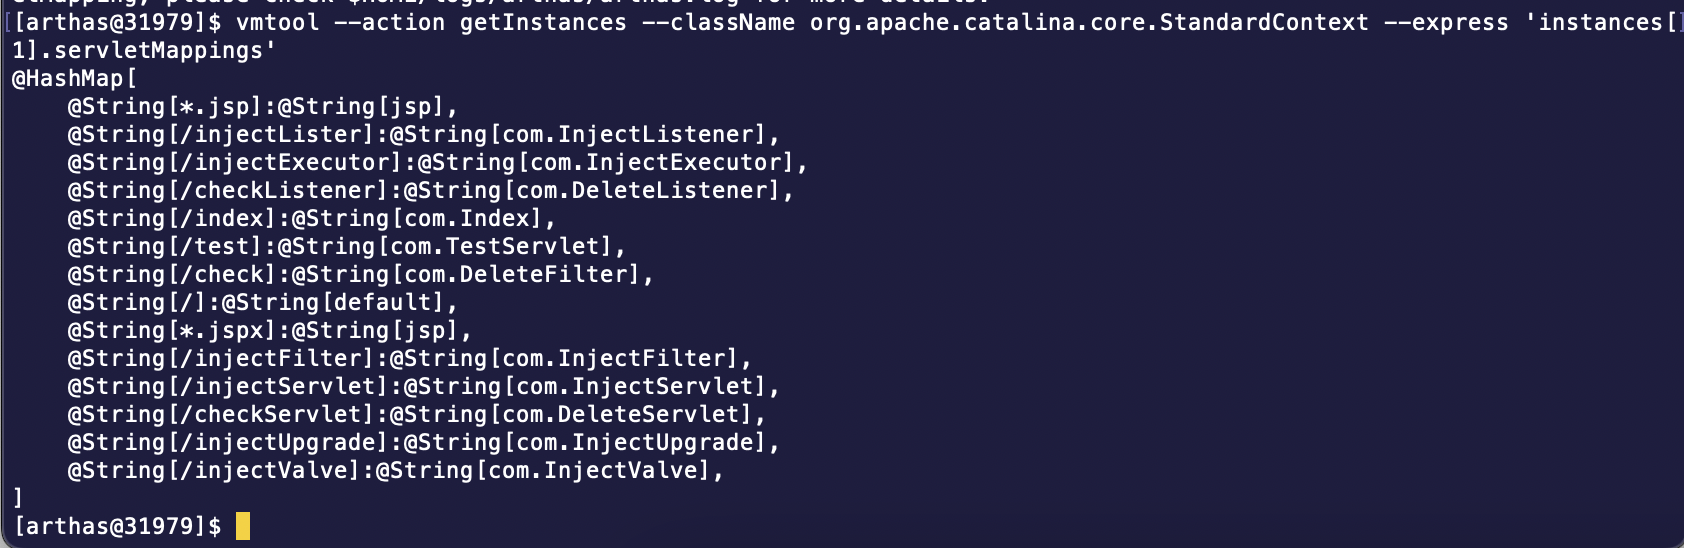 [arthas@31979]$ vmtool --action getInstances --className org.apache.catalina.core.StandardContext --express 'instances[
1].servletMappings'
@HashMap[
    @String[*.jsp]:@String[jsp],
    @String[/injectLister]:@String[com.InjectListener],
    @String[/injectExecutor]:@String[com.InjectExecutor],
    @String[/checkListener]:@String[com.DeleteListener],
    @String[/index]:@String[com.Index],
    @String[/test]:@String[com.TestServlet],
    @String[/check]:@String[com.DeleteFilter],
    @String[/]:@String[default],
    @String[*.jspx]:@String[jsp],
    @String[/injectFilter]:@String[com.InjectFilter],
    @String[/injectServlet]:@String[com.InjectServlet],
    @String[/checkServlet]:@String[com.DeleteServlet],
    @String[/injectUpgrade]:@String[com.InjectUpgrade],
    @String[/injectValve]:@String[com.InjectValve],
]
[arthas@31979]$